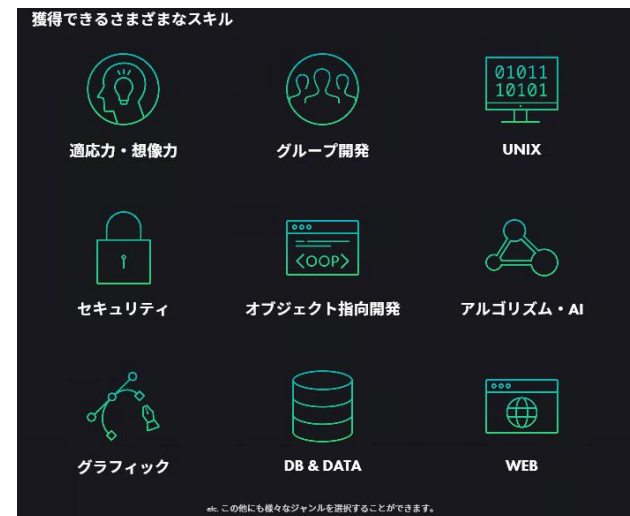 獲得できるさまざまなスキル
01011
10101
適応力・想像力
グループ開発
UNIX
<OOP>
セキュリティ
オブジェクト指向開発
アルゴリズム・AI
グラフィック
DB & DATA
WEB
etc. この他にも様々なジャンルを選択することができます。